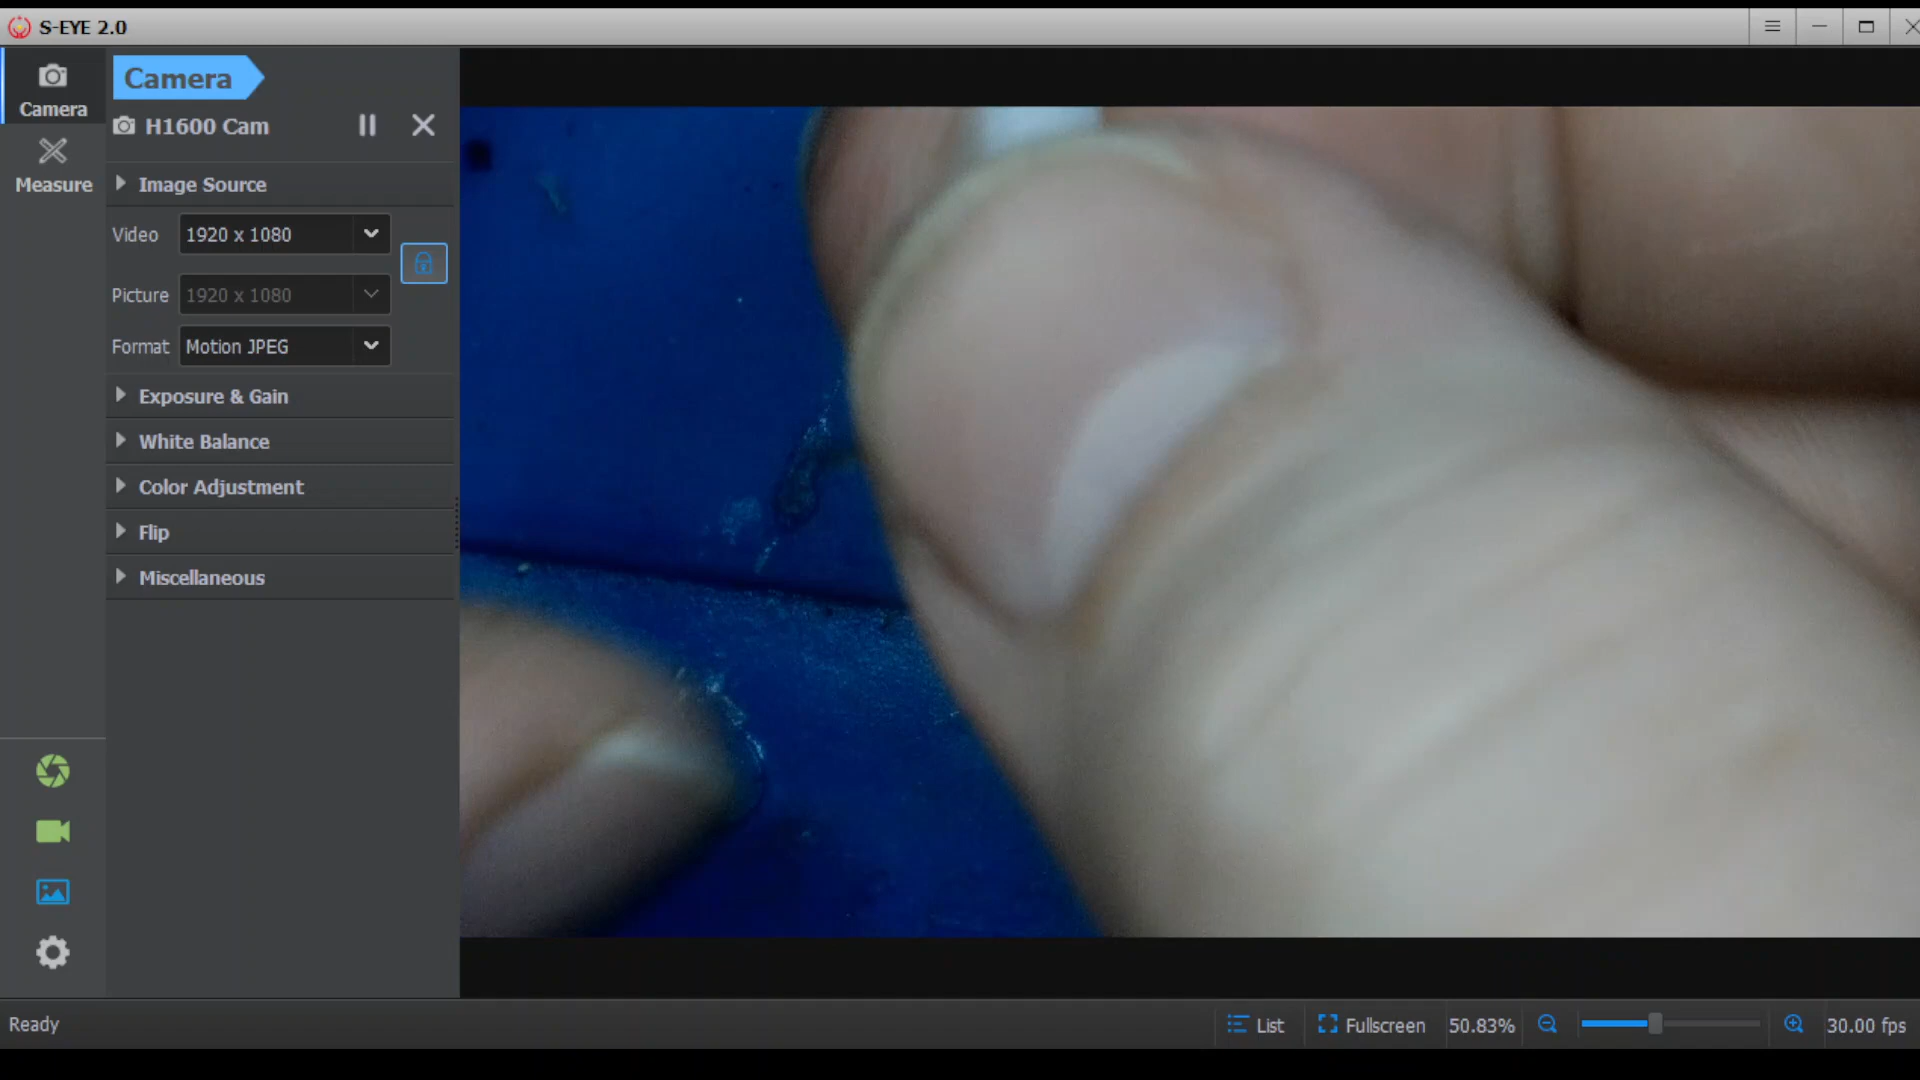 S-EYE 2.0
Camera
Camera
H1600 Cam
Measure
Image Source
Video 1920 x 1080
Picture 1920 x 1080
Format Motion JPEG
Exposure & Gain
White Balance
Color Adjustment
Flip
Miscellaneous
Ready
List
Fullscreen
50.83%
30.00 fps